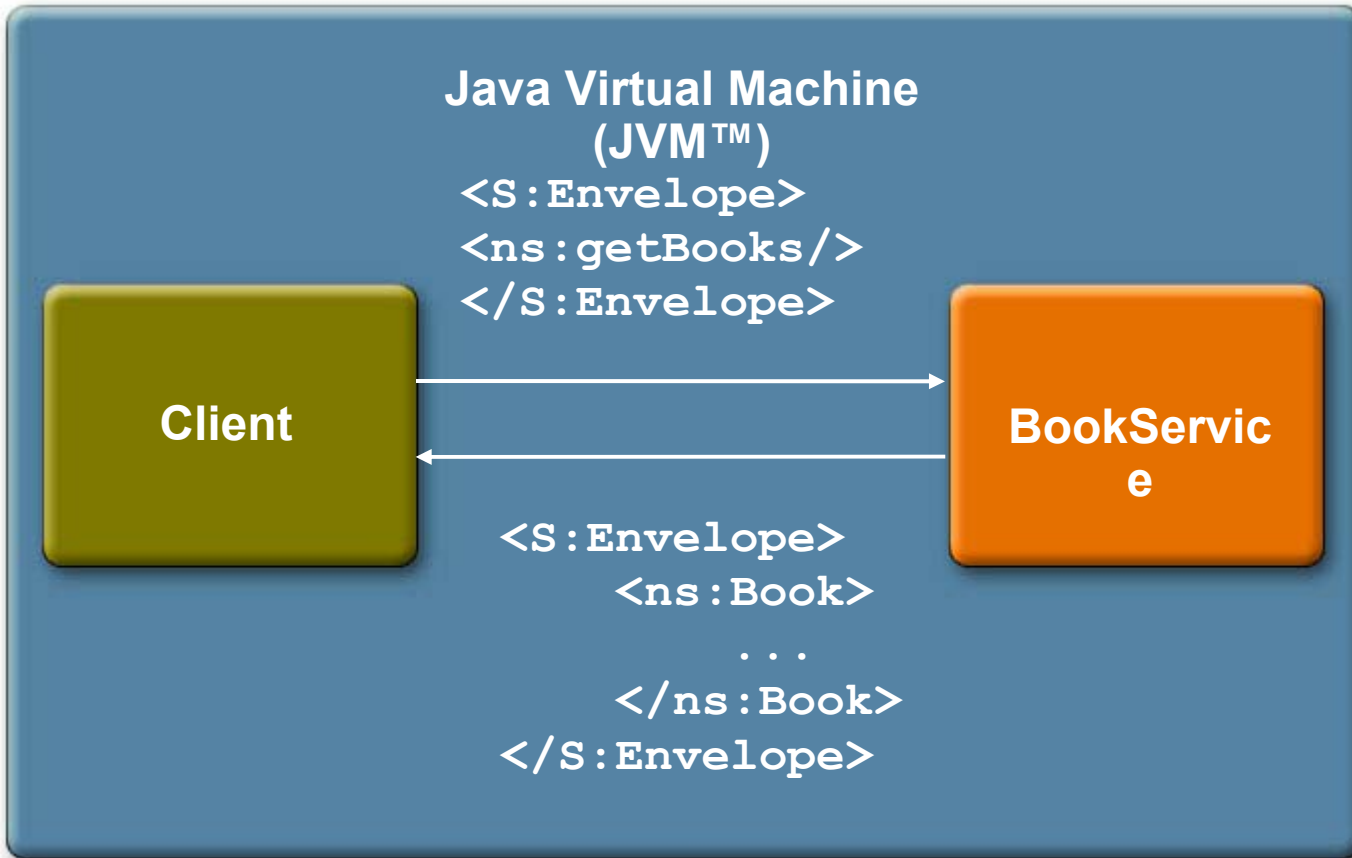 Java Virtual Machine
(JVM™)
<S:Envelope>
<ns:getBooks/>
</S:Envelope>
Client
BookServic
e
<S:Envelope>
<ns:Book>
...
</ns:Book>
</S:Envelope>